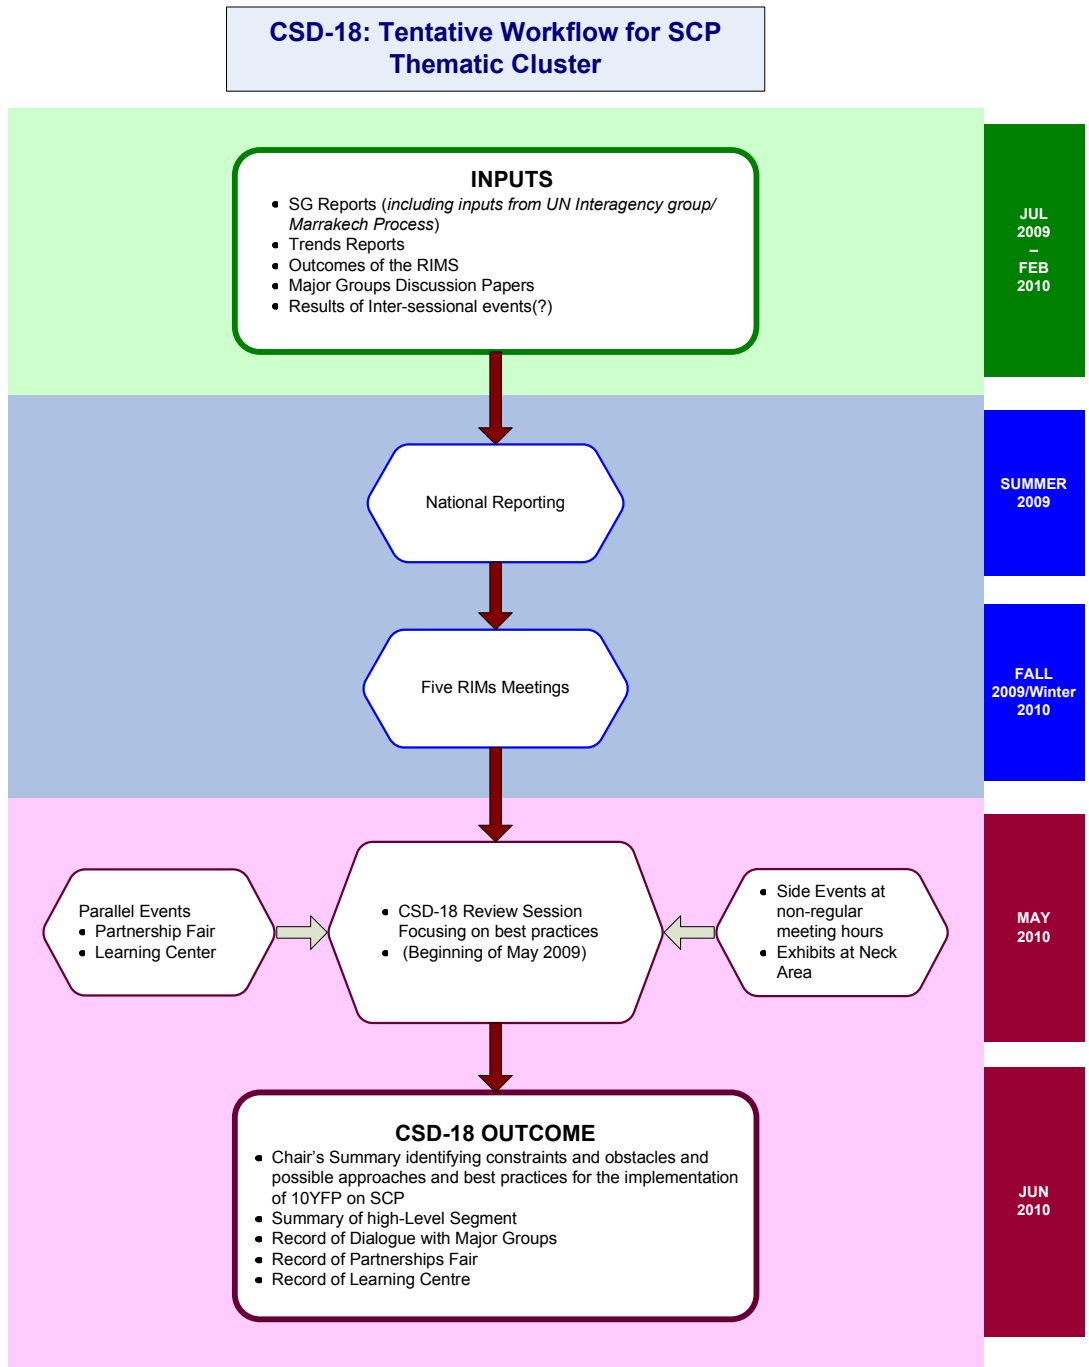 CSD-18: Tentative Workflow for SCP
Thematic Cluster
INPUTS
• SG Reports (including inputs from UN Interagency group/
Marrakech Process)
• Trends Reports
• Outcomes of the RIMS
• Major Groups Discussion Papers
• Results of Inter-sessional events(?)
JUL
2009
–
FEB
2010
National Reporting
SUMMER
2009
Five RIMs Meetings
FALL
2009/Winter
2010
Parallel Events
• Partnership Fair
• Learning Center
• CSD-18 Review Session
Focusing on best practices
• (Beginning of May 2009)
• Side Events at
non-regular
meeting hours
• Exhibits at Neck
Area
MAY
2010
CSD-18 OUTCOME
• Chair's Summary identifying constraints and obstacles and
possible approaches and best practices for the implementation
of 10YFP on SCP
• Summary of high-Level Segment
• Record of Dialogue with Major Groups
• Record of Partnerships Fair
• Record of Learning Centre
JUN
2010